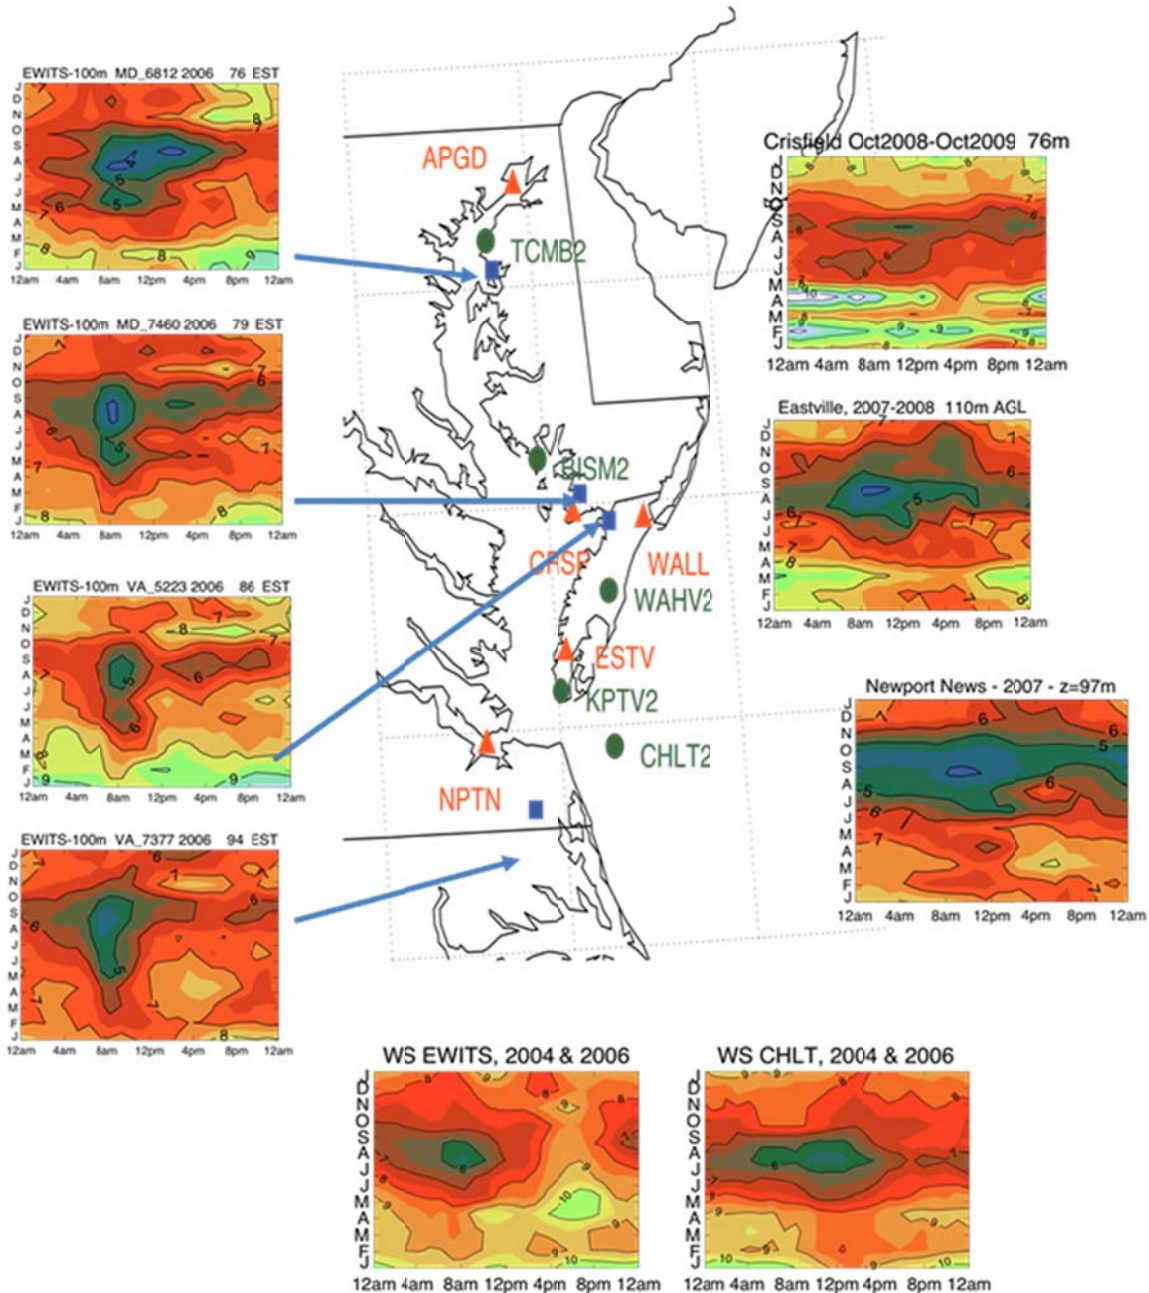 EWITS-100m MD_6812 2006 76 EST
J
D
N
O
S
A
J
J
M
A
M
F
J
12am 4am 8am 12pm 4pm 8pm 12am
EWITS-100m MD_7460 2006 79 EST
J
D
N
O
S
A
J
J
M
A
M
F
J
12am 4am 8am 12pm 4pm 8pm 12am
EWITS-100m VA_5223 2006 86 EST
J
D
N
O
S
A
J
J
M
A
M
F
J
12am 4am 8am 12pm 4pm 8pm 12am
EWITS-100m VA_7377 2006 94 EST
J
D
N
O
S
A
J
J
M
A
M
F
J
12am 4am 8am 12pm 4pm 8pm 12am
APGD
TCMB2
BISM2
CRSF
WALL
WAHV2
ESTV
KPTV2
CHLT2
NPTN
Crisfield Oct2008-Oct2009 76m
J
D
N
O
S
A
J
J
M
A
M
F
J
12am 4am 8am 12pm 4pm 8pm 12am
Eastville, 2007-2008 110m AGL
J
D
N
O
S
A
J
J
M
A
M
F
J
12am 4am 8am 12pm 4pm 8pm 12am
Newport News - 2007 - z=97m
J
D
N
O
S
A
J
J
M
A
M
F
J
12am 4am 8am 12pm 4pm 8pm 12am
WS EWITS, 2004 & 2006
J
D
N
O
S
A
J
J
M
A
M
F
J
12am 4am 8am 12pm 4pm 8pm 12am
WS CHLT, 2004 & 2006
J
D
N
O
S
A
J
J
M
A
M
F
J
12am 4am 8am 12pm 4pm 8pm 12am